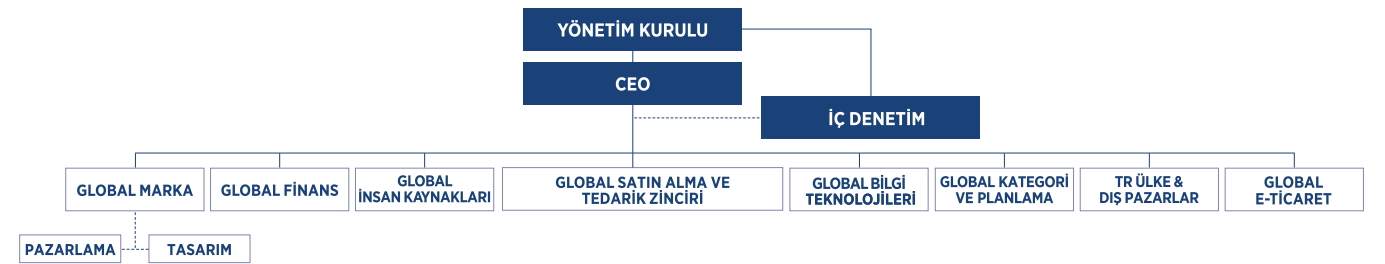 YÖNETİM KURULU
CEO
İÇ DENETİM
GLOBAL MARKA
GLOBAL FİNANS
GLOBAL
İNSAN KAYNAKLARI
GLOBAL SATIN ALMA VE
TEDARİK ZİNCİRİ
GLOBAL BİLGİ
TEKNOLOJİLERİ
GLOBAL KATEGORİ
VE PLANLAMA
TR ÜLKE &
DIŞ PAZARLAR
GLOBAL
E-TİCARET
PAZARLAMA
TASARIM